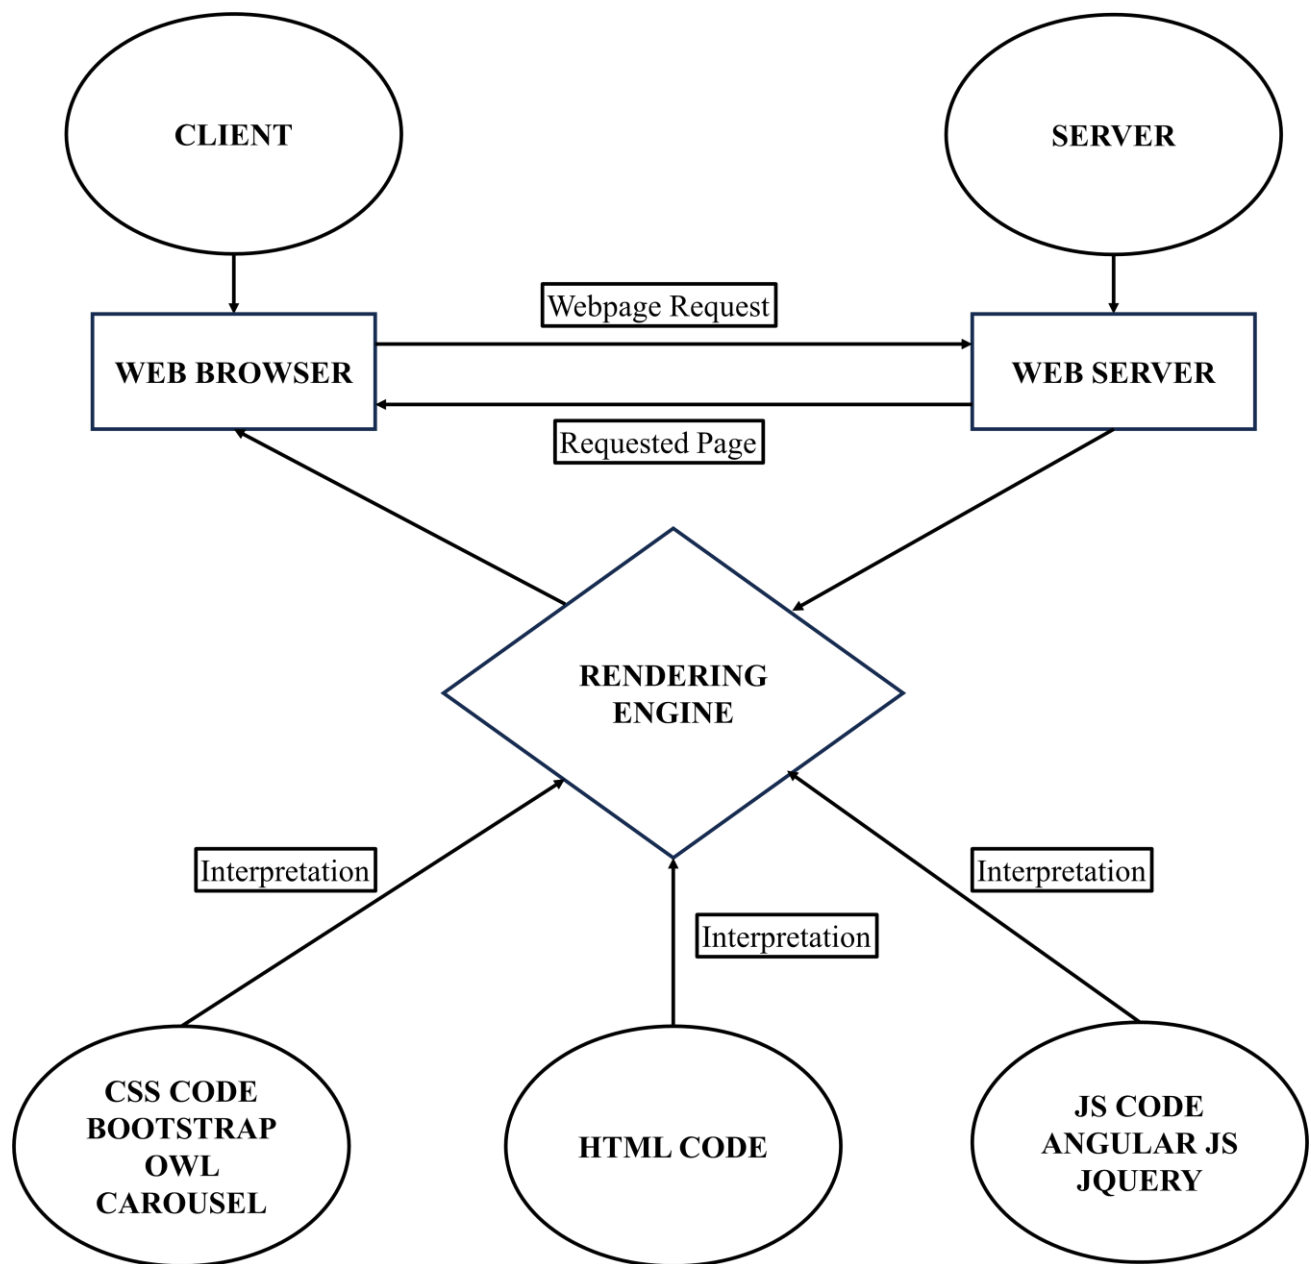 CLIENT
SERVER
Webpage Request
WEB BROWSER
WEB SERVER
Requested Page
RENDERING
ENGINE
Interpretation
Interpretation
Interpretation
CSS CODE
BOOTSTRAP
OWL
CAROUSEL
HTML CODE
JS CODE
ANGULAR JS
JQUERY